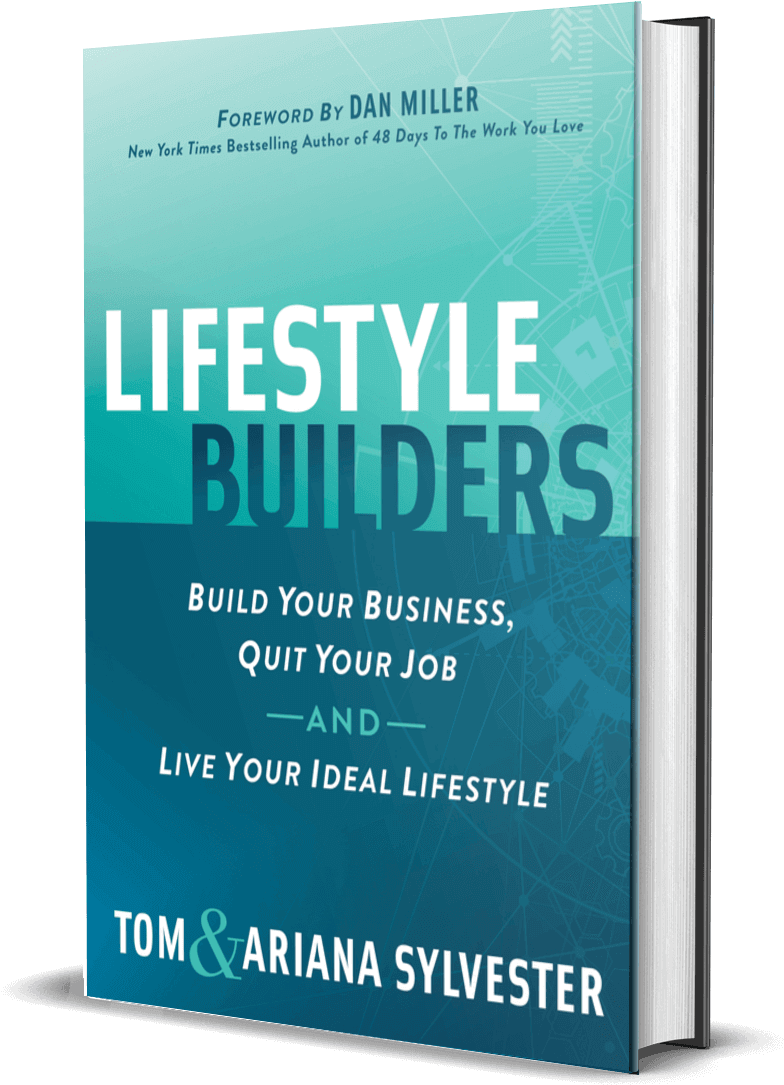 Foreword By DAN MILLER
New York Times Bestselling Author of 48 Days To The Work You Love
LIFESTYLE
BUILDERS
Build Your Business,
Quit Your Job
—AND—
Live Your Ideal Lifestyle
TOM & ARIANA SYLVESTER